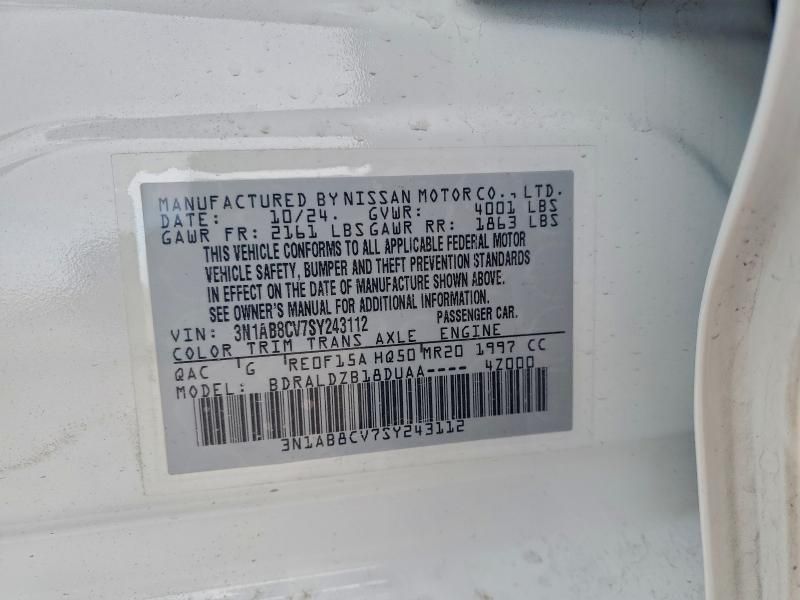 MANUFACTURED BY NISSAN MOTOR CO., LTD.
DATE: 10/24. GVWR: 4001 LBS
GAWR FR: 2161 LBS GAWR RR: 1863 LBS
THIS VEHICLE CONFORMS TO ALL APPLICABLE FEDERAL MOTOR
VEHICLE SAFETY, BUMPER AND THEFT PREVENTION STANDARDS
IN EFFECT ON THE DATE OF MANUFACTURE SHOWN ABOVE.
SEE OWNER'S MANUAL FOR ADDITIONAL INFORMATION.
VIN: 3N1AB8CV7SY243112 PASSENGER CAR.
COLOR TRIM TRANS AXLE ENGINE
QAC G RE0F15A HQ50 MR20 1997 CC
MODEL: BDRALDZB18DUAA---- 4Z000
3N1AB8CV7SY243112